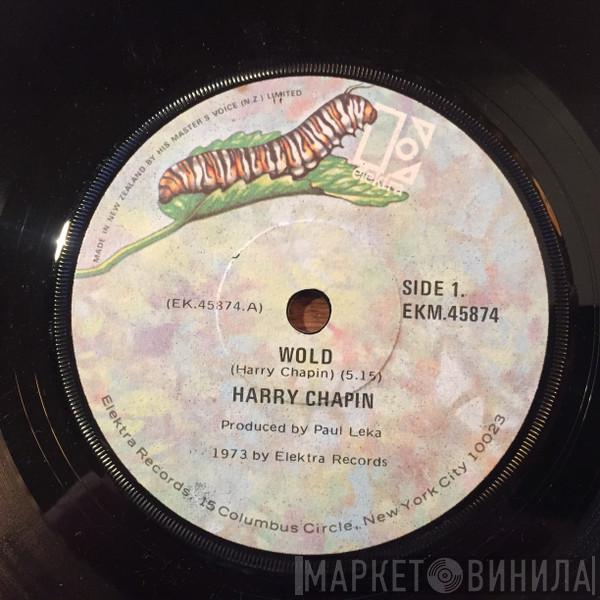 MADE IN NEW ZEALAND BY HIS MASTER'S VOICE (N.Z.) LIMITED
elektra
SIDE 1.
(EK.45874.A)
EKM.45874
WOLD
(Harry Chapin) (5.15)
HARRY CHAPIN
Produced by Paul Leka
1973 by Elektra Records
Elektra Records, 15 Columbus Circle, New York City 10023
МАРКЕТ ВИНИЛА